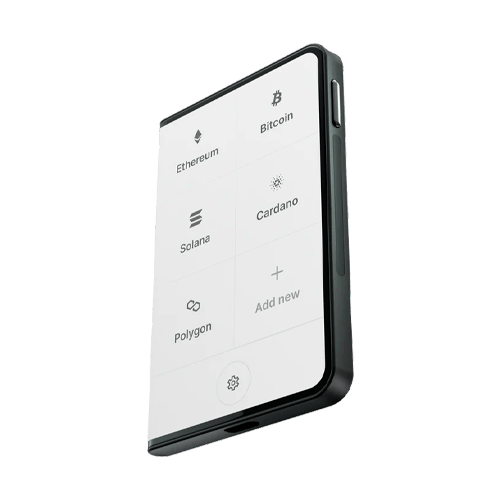 Ethereum
Bitcoin
Solana
Cardano
Polygon
Add new